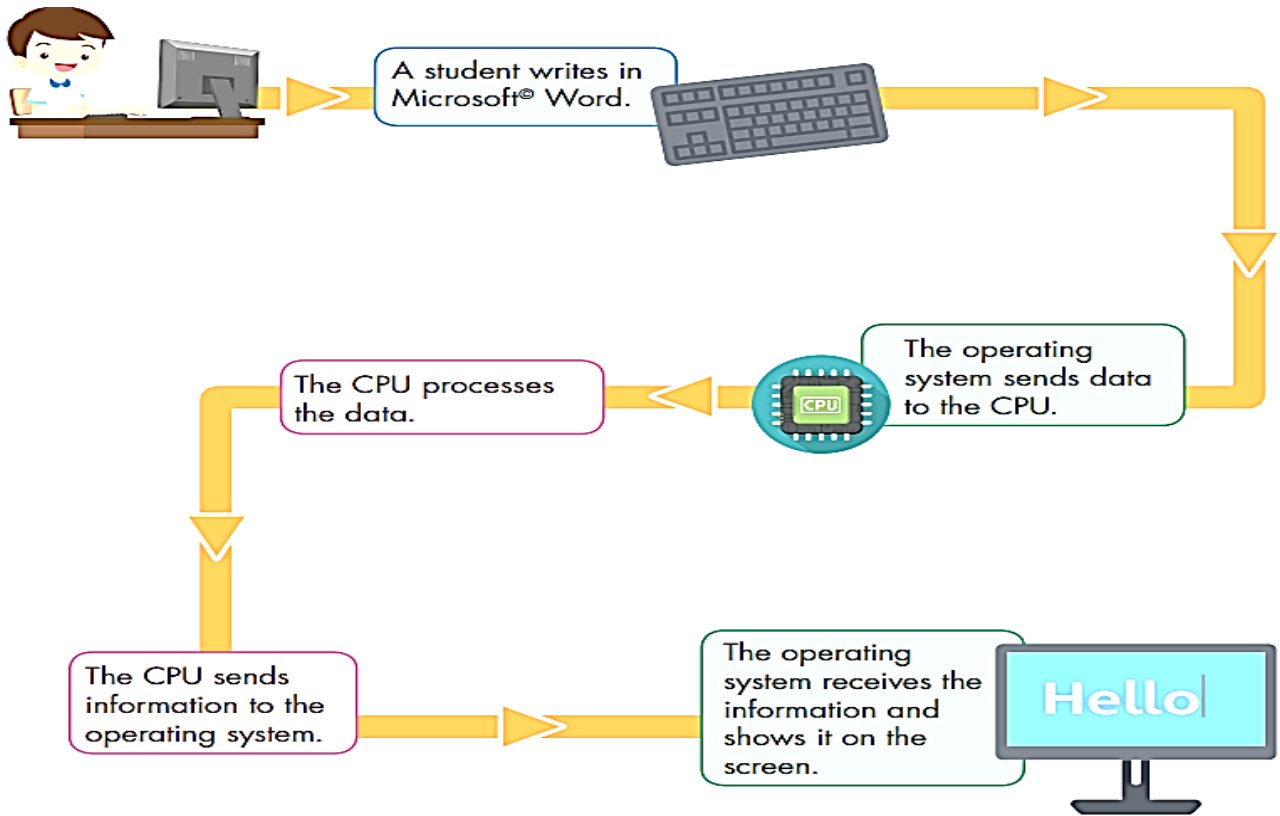 A student writes in
Microsoft© Word.
The operating
system sends data
to the CPU.
CPU
The CPU processes
the data.
The CPU sends
information to the
operating system.
The operating
system receives the
information and
shows it on the
screen.
Hello